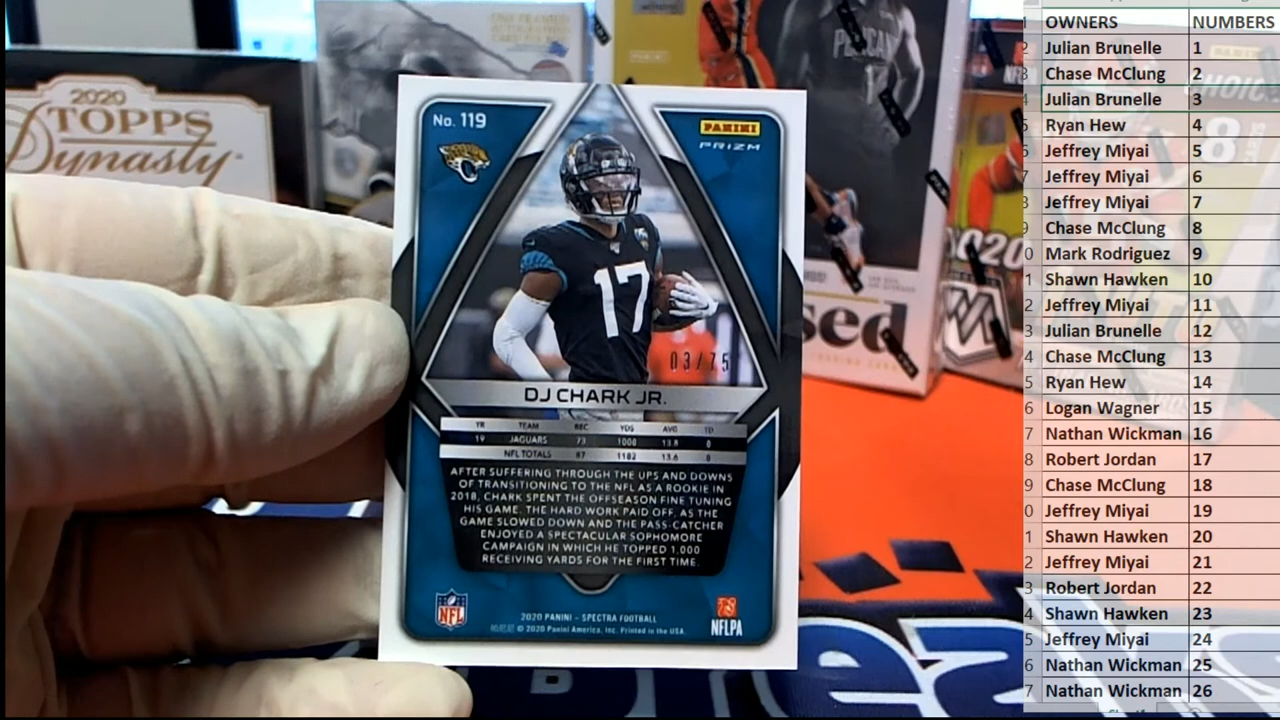 2020
TOPPS
Dynasty
No. 119
PANINI
PRIZM
17
03/75
DJ CHARK JR.
YR TEAM REC YDS AVG TD
19 JAGUARS 73 1008 13.8 8
NFL TOTALS 87 1182 13.6 8
AFTER SUFFERING THROUGH THE UPS AND DOWNS
OF TRANSITIONING TO THE NFL AS A ROOKIE IN
2018, CHARK SPENT THE OFFSEASON FINE TUNING
HIS GAME. THE HARD WORK PAID OFF, AS THE
GAME SLOWED DOWN AND THE PASS-CATCHER
ENJOYED A SPECTACULAR SOPHOMORE
CAMPAIGN IN WHICH HE TOPPED 1,000
RECEIVING YARDS FOR THE FIRST TIME.
NFL
2020 PANINI – SPECTRA FOOTBALL
© 2020 Panini America, Inc. Printed in the USA.
NFLPA
sed
2020
OWNERS NUMBERS
Julian Brunelle 1
Chase McClung 2
Julian Brunelle 3
Ryan Hew 4
Jeffrey Miyai 5
Jeffrey Miyai 6
Jeffrey Miyai 7
Chase McClung 8
Mark Rodriguez 9
Shawn Hawken 10
Jeffrey Miyai 11
Julian Brunelle 12
Chase McClung 13
Ryan Hew 14
Logan Wagner 15
Nathan Wickman 16
Robert Jordan 17
Chase McClung 18
Jeffrey Miyai 19
Shawn Hawken 20
Jeffrey Miyai 21
Robert Jordan 22
Shawn Hawken 23
Jeffrey Miyai 24
Nathan Wickman 25
Nathan Wickman 26